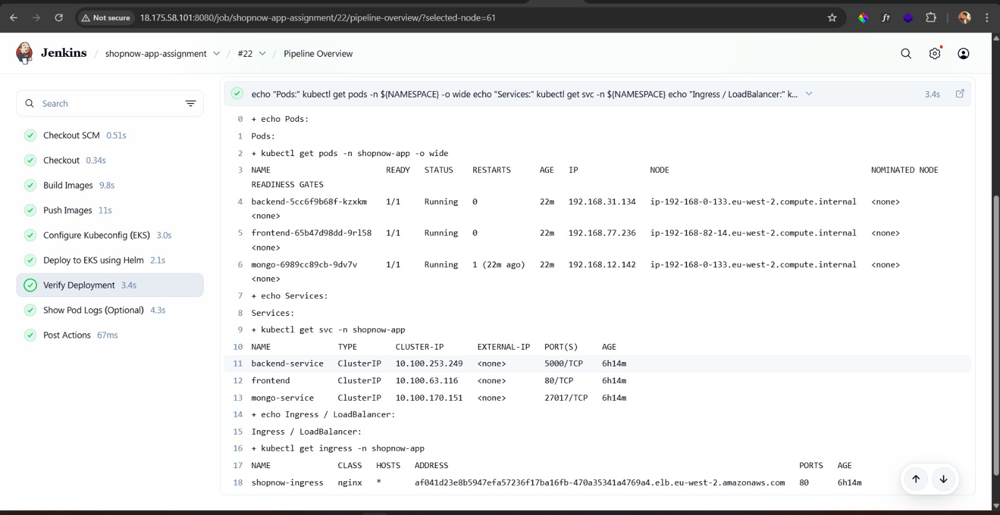 Not secure 18.175.58.101:8080/job/shopnow-app-assignment/22/pipeline-overview/?selected-node=61
f?
Jenkins / shopnow-app-assignment / #22 / Pipeline Overview
Search
Checkout SCM 0.51s
Checkout 0.34s
Build Images 9.8s
Push Images 11s
Configure Kubeconfig (EKS) 3.0s
Deploy to EKS using Helm 2.1s
Verify Deployment 3.4s
Show Pod Logs (Optional) 4.3s
Post Actions 67ms
echo "Pods:" kubectl get pods -n ${NAMESPACE} -o wide echo "Services:" kubectl get svc -n ${NAMESPACE} echo "Ingress / LoadBalancer:" k... 3.4s
0 + echo Pods:
1 Pods:
2 + kubectl get pods -n shopnow-app -o wide
3 NAME READY STATUS RESTARTS AGE IP NODE NOMINATED NODE
READINESS GATES
4 backend-5cc6f9b68f-kzxkm 1/1 Running 0 22m 192.168.31.134 ip-192-168-0-133.eu-west-2.compute.internal <none>
<none>
5 frontend-65b47d98dd-9rl58 1/1 Running 0 22m 192.168.77.236 ip-192-168-82-14.eu-west-2.compute.internal <none>
<none>
6 mongo-6989cc89cb-9dv7v 1/1 Running 1 (22m ago) 22m 192.168.12.142 ip-192-168-0-133.eu-west-2.compute.internal <none>
<none>
7 + echo Services:
8 Services:
9 + kubectl get svc -n shopnow-app
10 NAME TYPE CLUSTER-IP EXTERNAL-IP PORT(S) AGE
11 backend-service ClusterIP 10.100.253.249 <none> 5000/TCP 6h14m
12 frontend ClusterIP 10.100.63.116 <none> 80/TCP 6h14m
13 mongo-service ClusterIP 10.100.170.151 <none> 27017/TCP 6h14m
14 + echo Ingress / LoadBalancer:
15 Ingress / LoadBalancer:
16 + kubectl get ingress -n shopnow-app
17 NAME CLASS HOSTS ADDRESS PORTS AGE
18 shopnow-ingress nginx * af041d23e8b5947efa57236f17ba16fb-470a35341a4769a4.elb.eu-west-2.amazonaws.com 80 6h14m